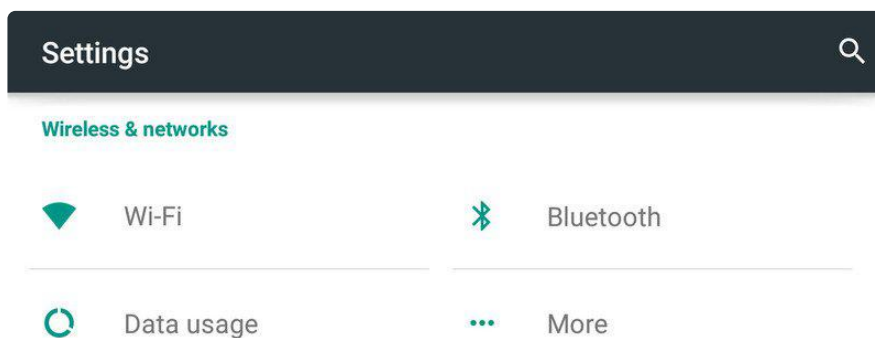 Settings
Wireless & networks
Wi-Fi
Bluetooth
Data usage
More